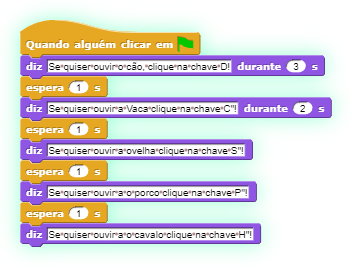 Quando alguém clicar em
diz Se quiser ouvir o cão, clique na chave D! durante 3 s
espera 1 s
diz Se quiser ouvir a Vaca clique na chave C"! durante 2 s
espera 1 s
diz Se quiser ouvir a ovelha clique na chave S"!
espera 1 s
diz Se quiser ouvir a o porco clique na chave P"!
espera 1 s
diz Se quiser ouvir a o cavalo clique na chave H"!